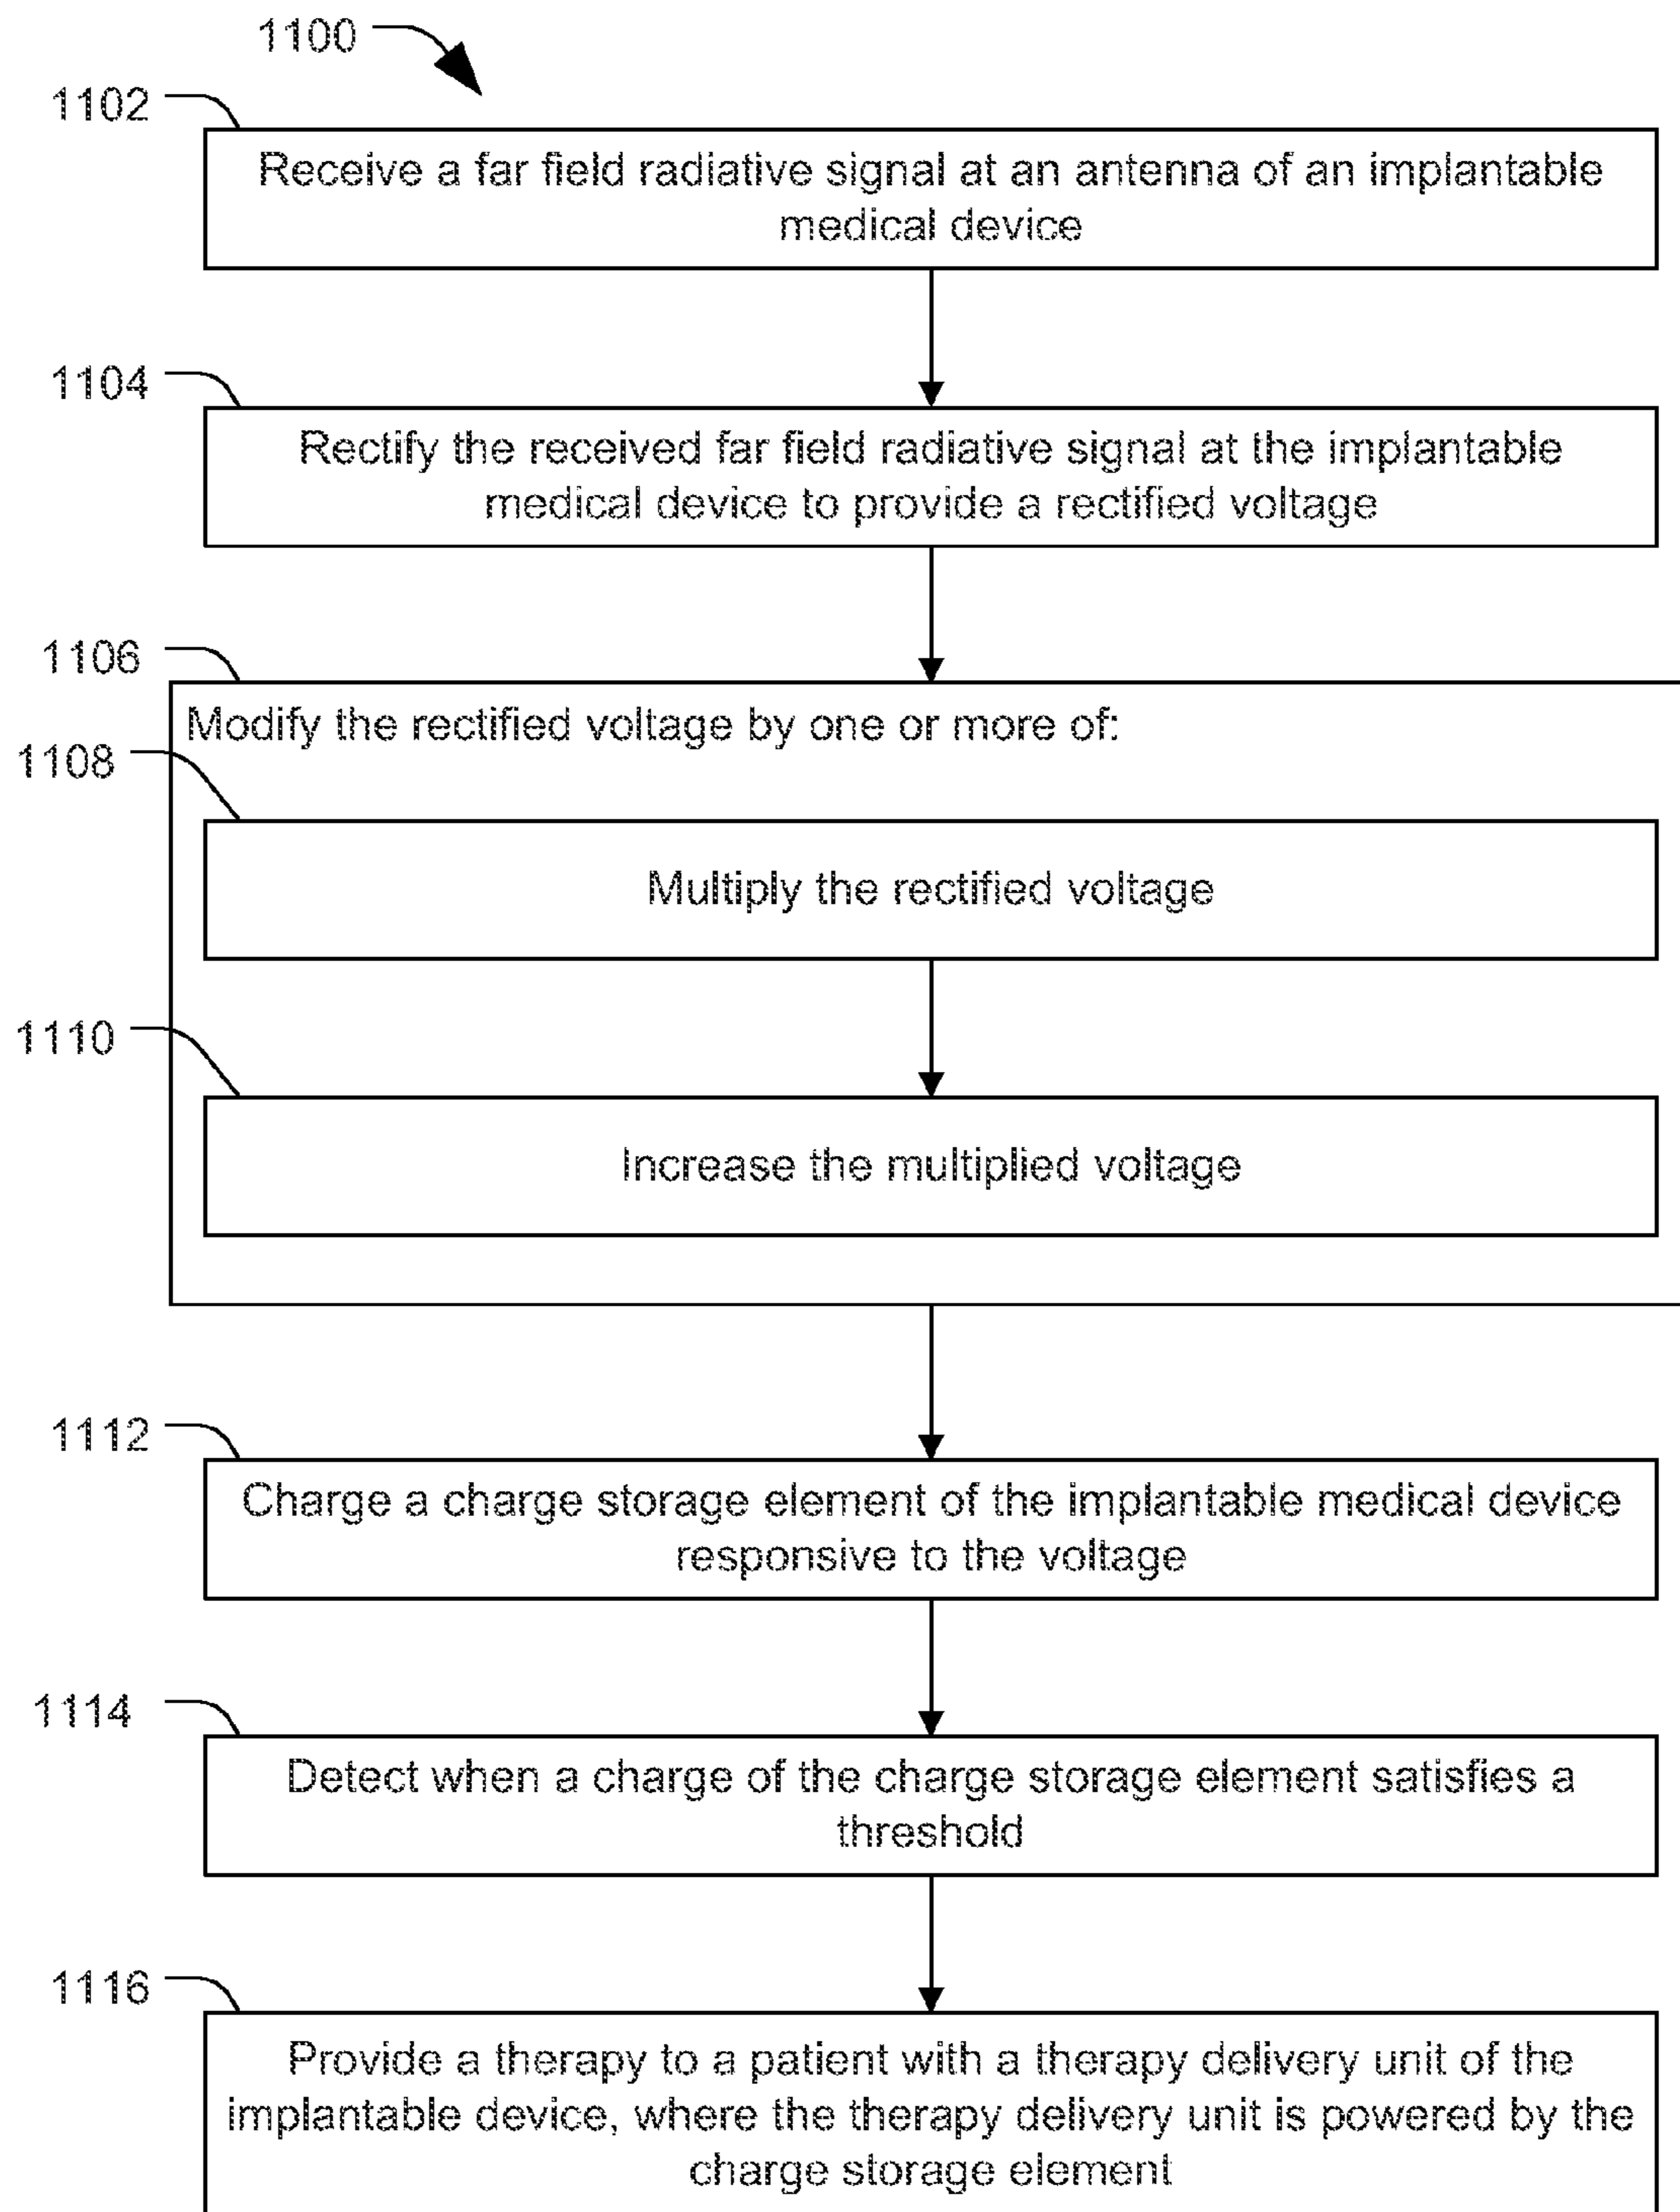 1100
1102
Receive a far field radiative signal at an antenna of an implantable
medical device
1104
Rectify the received far field radiative signal at the implantable
medical device to provide a rectified voltage
1106
Modify the rectified voltage by one or more of:
1108
Multiply the rectified voltage
1110
Increase the multiplied voltage
1112
Charge a charge storage element of the implantable medical device
responsive to the voltage
1114
Detect when a charge of the charge storage element satisfies a
threshold
1116
Provide a therapy to a patient with a therapy delivery unit of the
implantable device, where the therapy delivery unit is powered by the
charge storage element